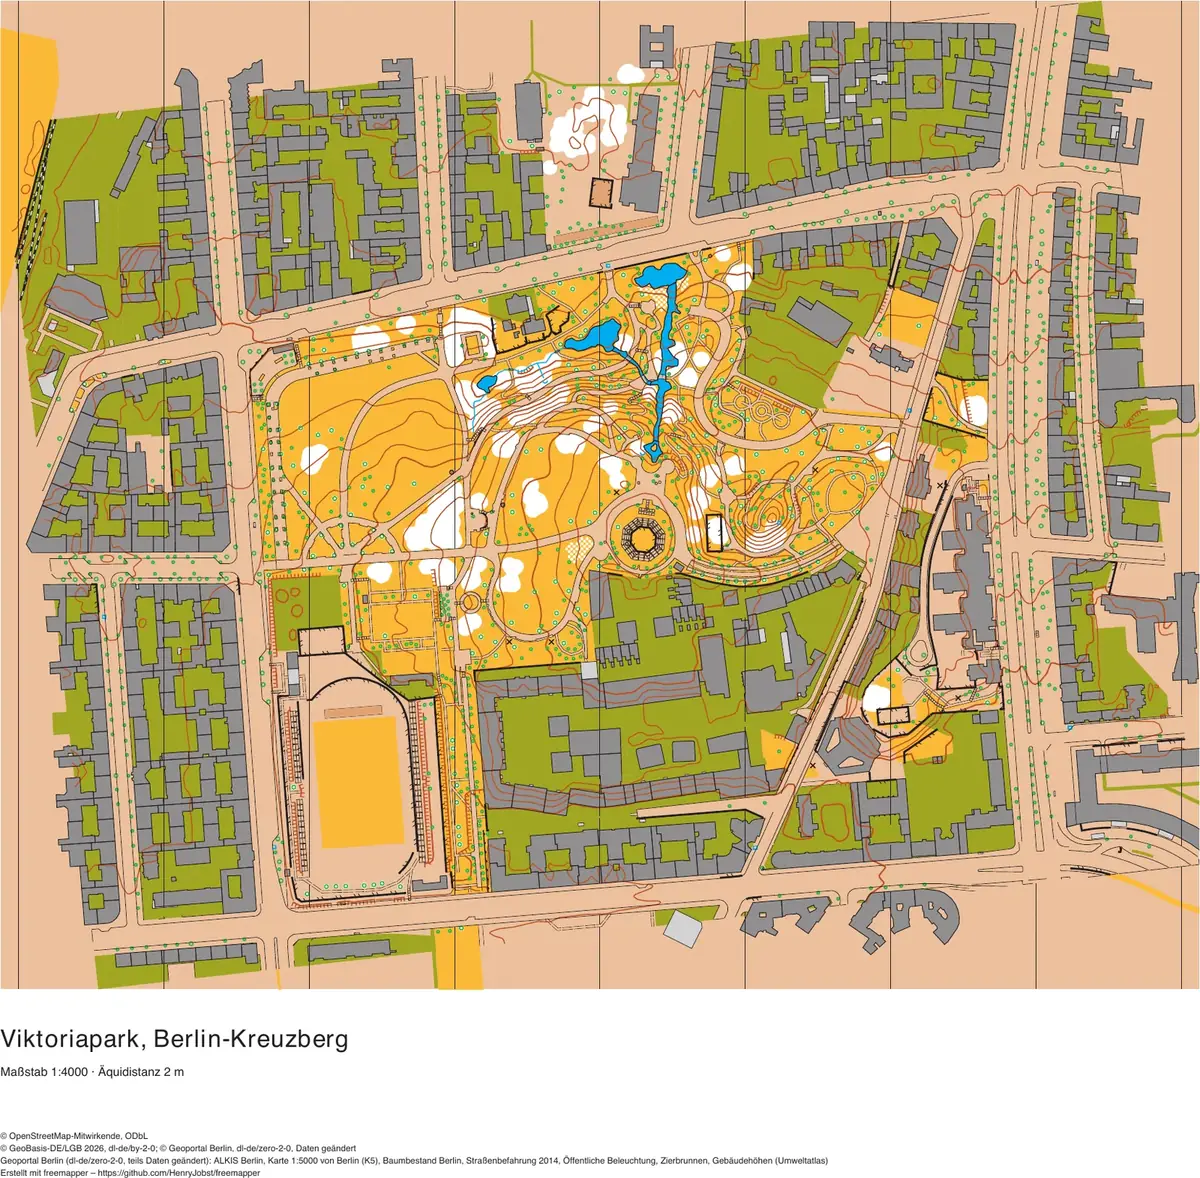 Viktoriapark, Berlin-Kreuzberg
Maßstab 1:4000 · Äquidistanz 2 m
© OpenStreetMap-Mitwirkende, ODbL
© GeoBasis-DE/LGB 2026, dl-de/by-2-0; © Geoportal Berlin, dl-de/zero-2-0, Daten geändert
Geoportal Berlin (dl-de/zero-2-0, teils Daten geändert): ALKIS Berlin, Karte 1:5000 von Berlin (K5), Baumbestand Berlin, Straßenbefahrung 2014, Öffentliche Beleuchtung, Zierbrunnen, Gebäudehöhen (Umweltatlas)
Erstellt mit freemapper – https://github.com/HenryJobst/freemapper